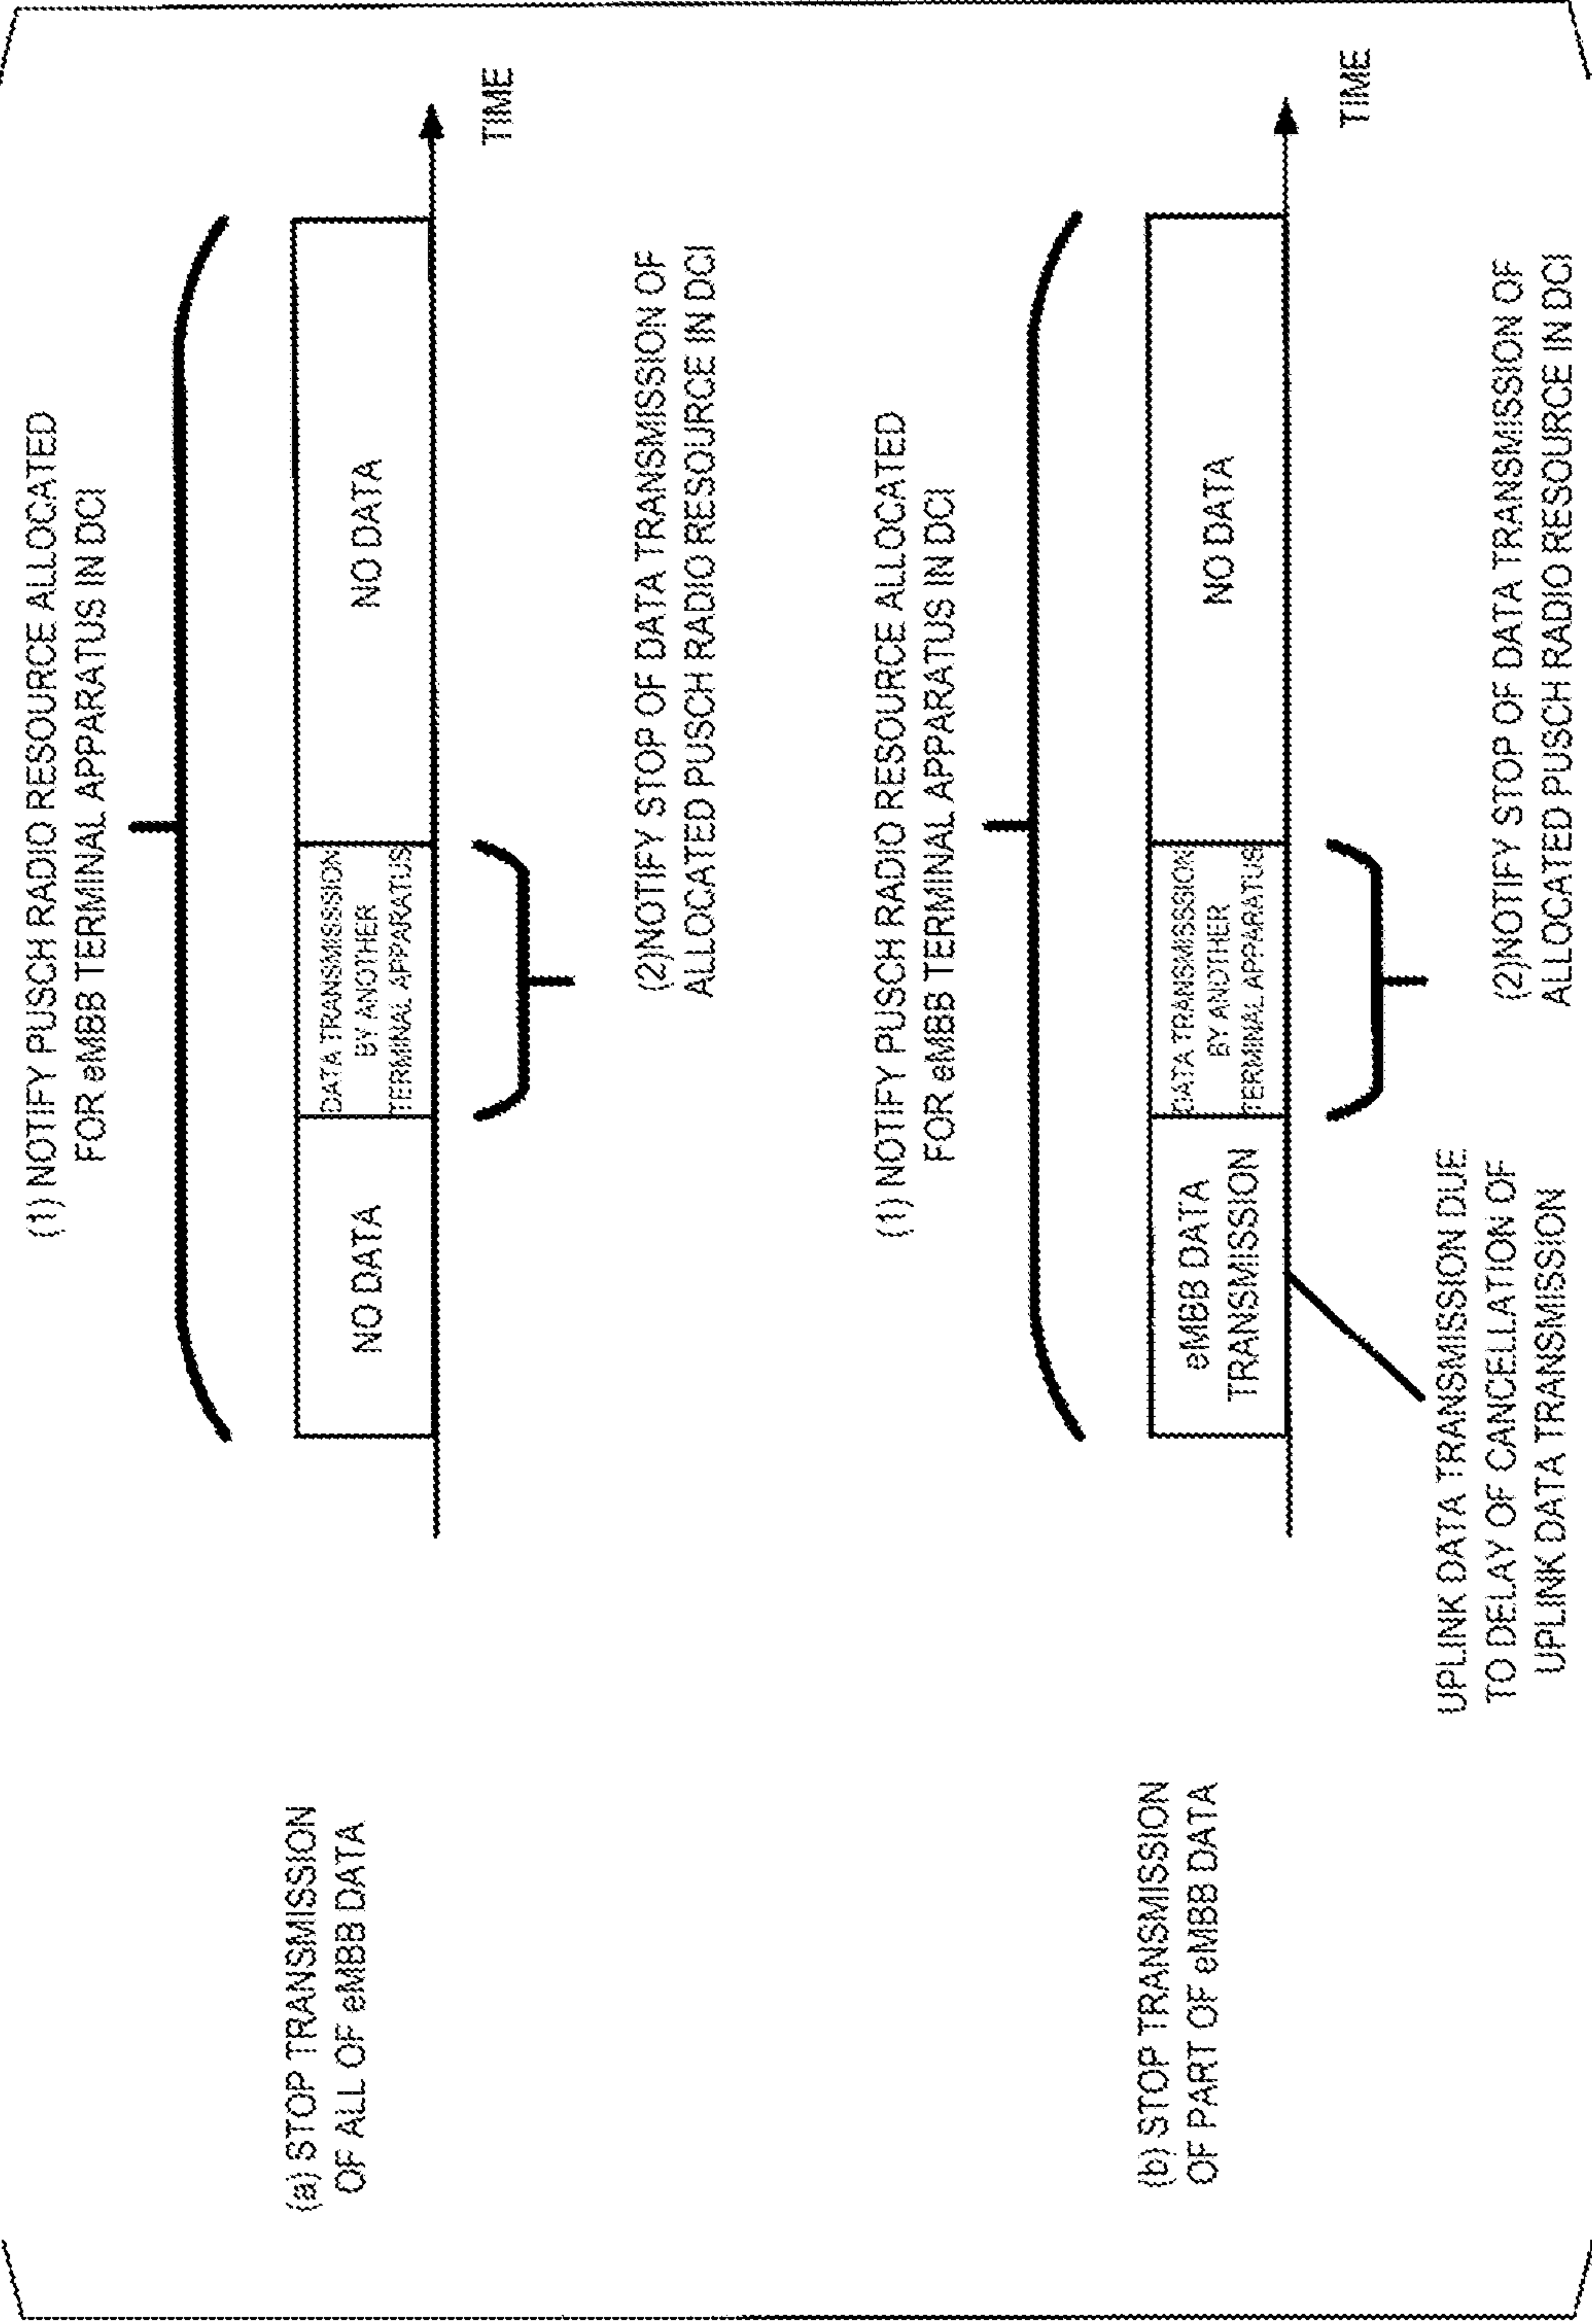 (a) STOP TRANSMISSION
OF ALL OF eMBB DATA
(1) NOTIFY PUSCH RADIO RESOURCE ALLOCATED
FOR eMBB TERMINAL APPARATUS IN DCI
NO DATA
DATA TRANSMISSSION
BY ANOTHER
TERMINAL APPARATUS
NO DATA
TIME
(2)NOTIFY STOP OF DATA TRANSMISSION OF
ALLOCATED PUSCH RADIO RESOURCE IN DCI
(b) STOP TRANSMISSION
OF PART OF eMBB DATA
(1) NOTIFY PUSCH RADIO RESOURCE ALLOCATED
FOR eMBB TERMINAL APPARATUS IN DCI
eMBB DATA
TRANSMISSION
DATA TRANSMISSSION
BY ANOTHER
TERMINAL APPARATUS
NO DATA
TIME
UPLINK DATA TRANSMISSION DUE
TO DELAY OF CANCELLATION OF
UPLINK DATA TRANSMISSION
(2)NOTIFY STOP OF DATA TRANSMISSION OF
ALLOCATED PUSCH RADIO RESOURCE IN DCI